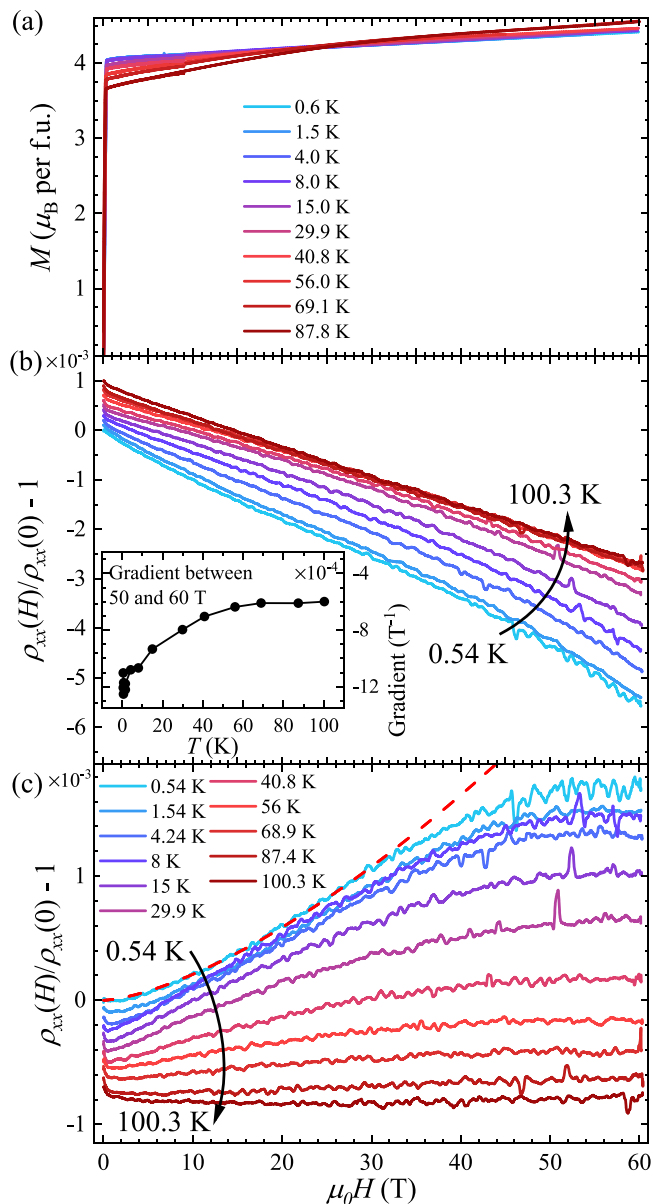 (a)
4
3
2
1
M (μB per f.u.)
0.6 K
1.5 K
4.0 K
8.0 K
15.0 K
29.9 K
40.8 K
56.0 K
69.1 K
87.8 K
(b)
×10⁻³
1
0
-1
-2
-3
-4
-5
-6
ρxx(H)/ρxx(0) - 1
100.3 K
0.54 K
Gradient between
50 and 60 T
×10⁻⁴
-4
-8
-12
Gradient (T⁻¹)
0 20 40 60 80 100
T (K)
(c)
×10⁻³
1
0
-1
ρxx(H)/ρxx(0) - 1
0.54 K
1.54 K
4.24 K
8 K
15 K
29.9 K
40.8 K
56 K
68.9 K
87.4 K
100.3 K
0.54 K
100.3 K
0 10 20 30 40 50 60
μ₀H (T)